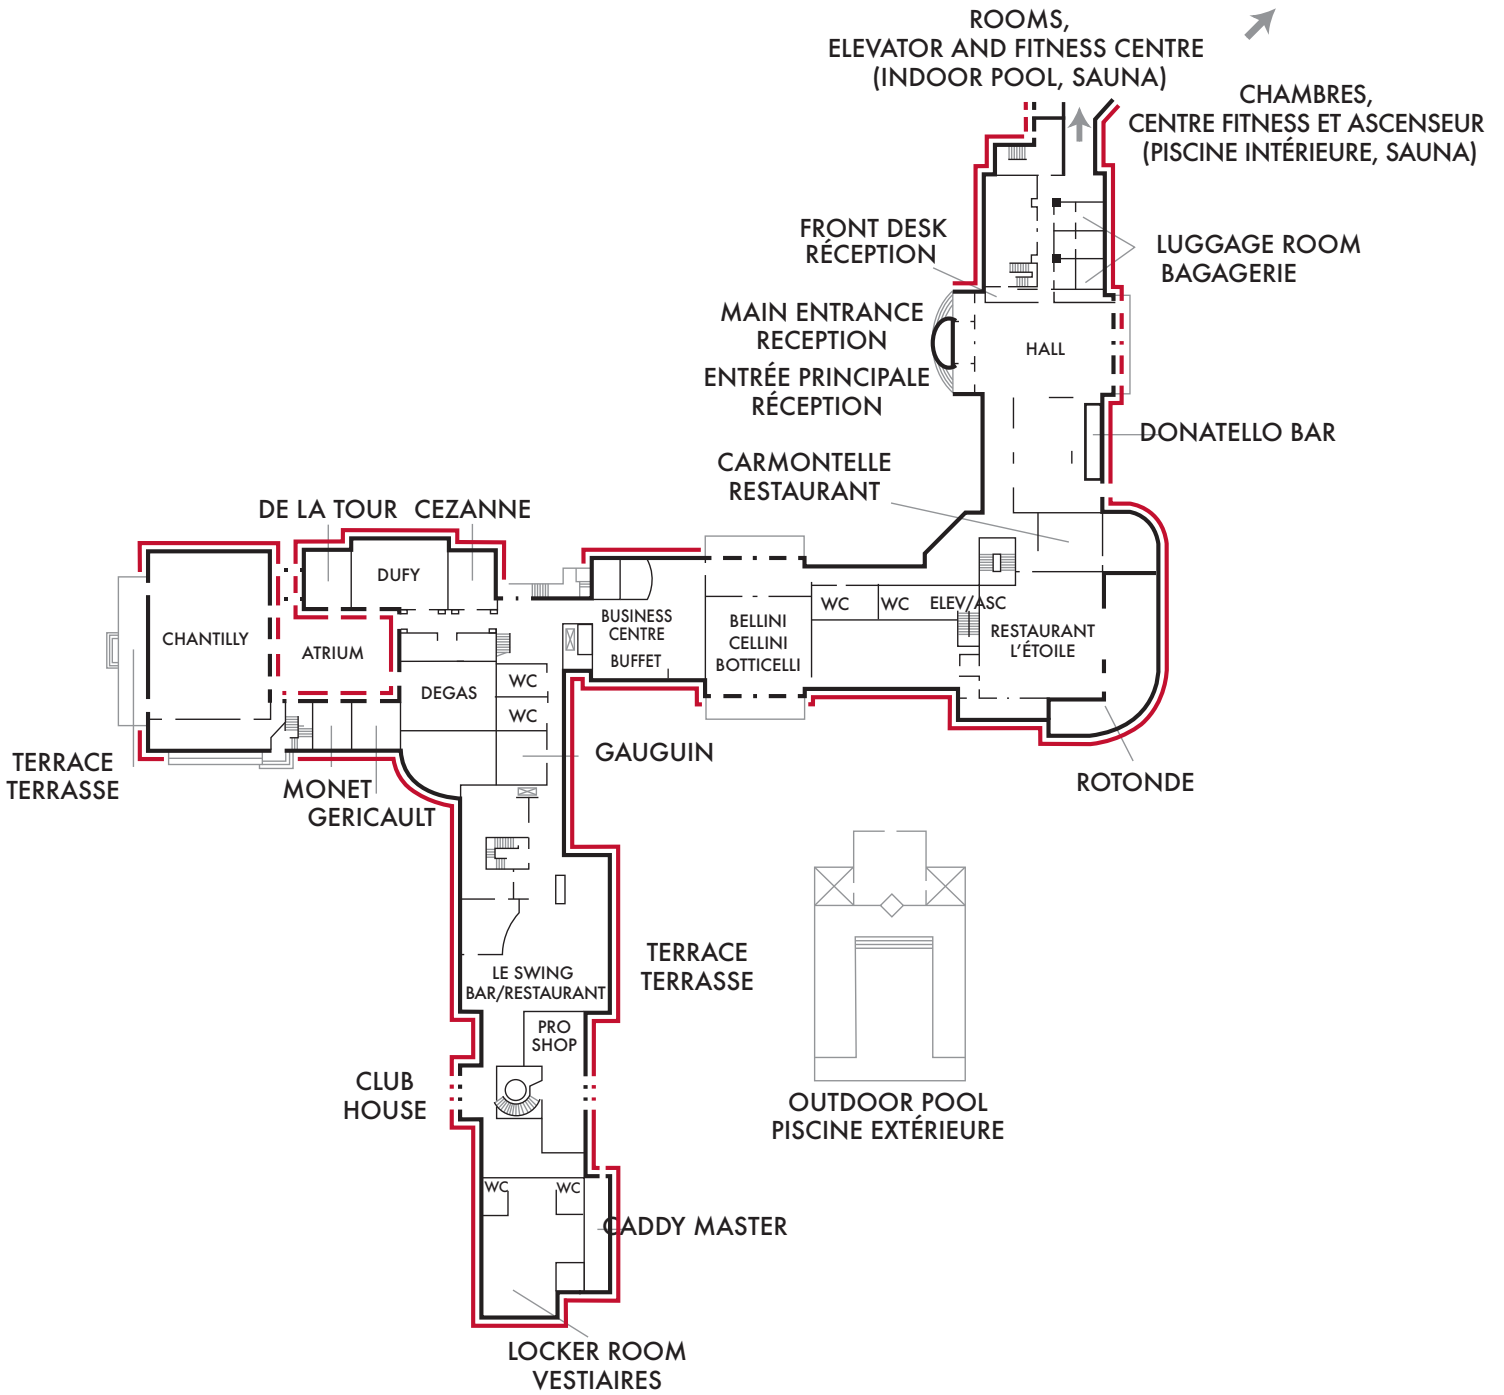 ROOMS,
ELEVATOR AND FITNESS CENTRE
(INDOOR POOL, SAUNA)
CHAMBRES,
CENTRE FITNESS ET ASCENSEUR
(PISCINE INTÉRIEURE, SAUNA)
FRONT DESK
RÉCEPTION
LUGGAGE ROOM
BAGAGERIE
MAIN ENTRANCE
RECEPTION
ENTRÉE PRINCIPALE
RÉCEPTION
HALL
DONATELLO BAR
CARMONTELLE
RESTAURANT
DE LA TOUR
CEZANNE
DUFY
CHANTILLY
ATRIUM
DEGAS
WC
WC
BUSINESS
CENTRE
BUFFET
BELLINI
CELLINI
BOTTICELLI
WC
WC
ELEV/ASC
RESTAURANT
L'ÉTOILE
TERRACE
TERRASSE
MONET
GERICAULT
GAUGUIN
ROTONDE
LE SWING
BAR/RESTAURANT
TERRACE
TERRASSE
PRO
SHOP
CLUB
HOUSE
OUTDOOR POOL
PISCINE EXTÉRIEURE
WC
WC
CADDY MASTER
LOCKER ROOM
VESTIAIRES